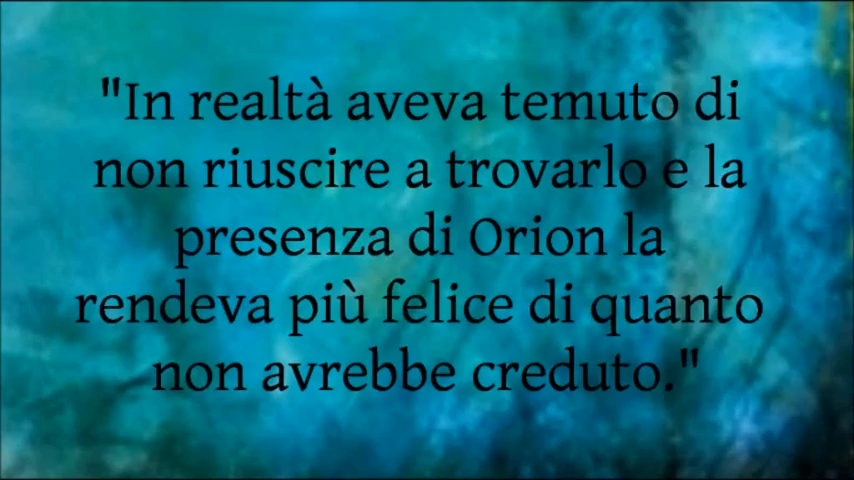 "In realtà aveva temuto di
non riuscire a trovarlo e la
presenza di Orion la
rendeva più felice di quanto
non avrebbe creduto."